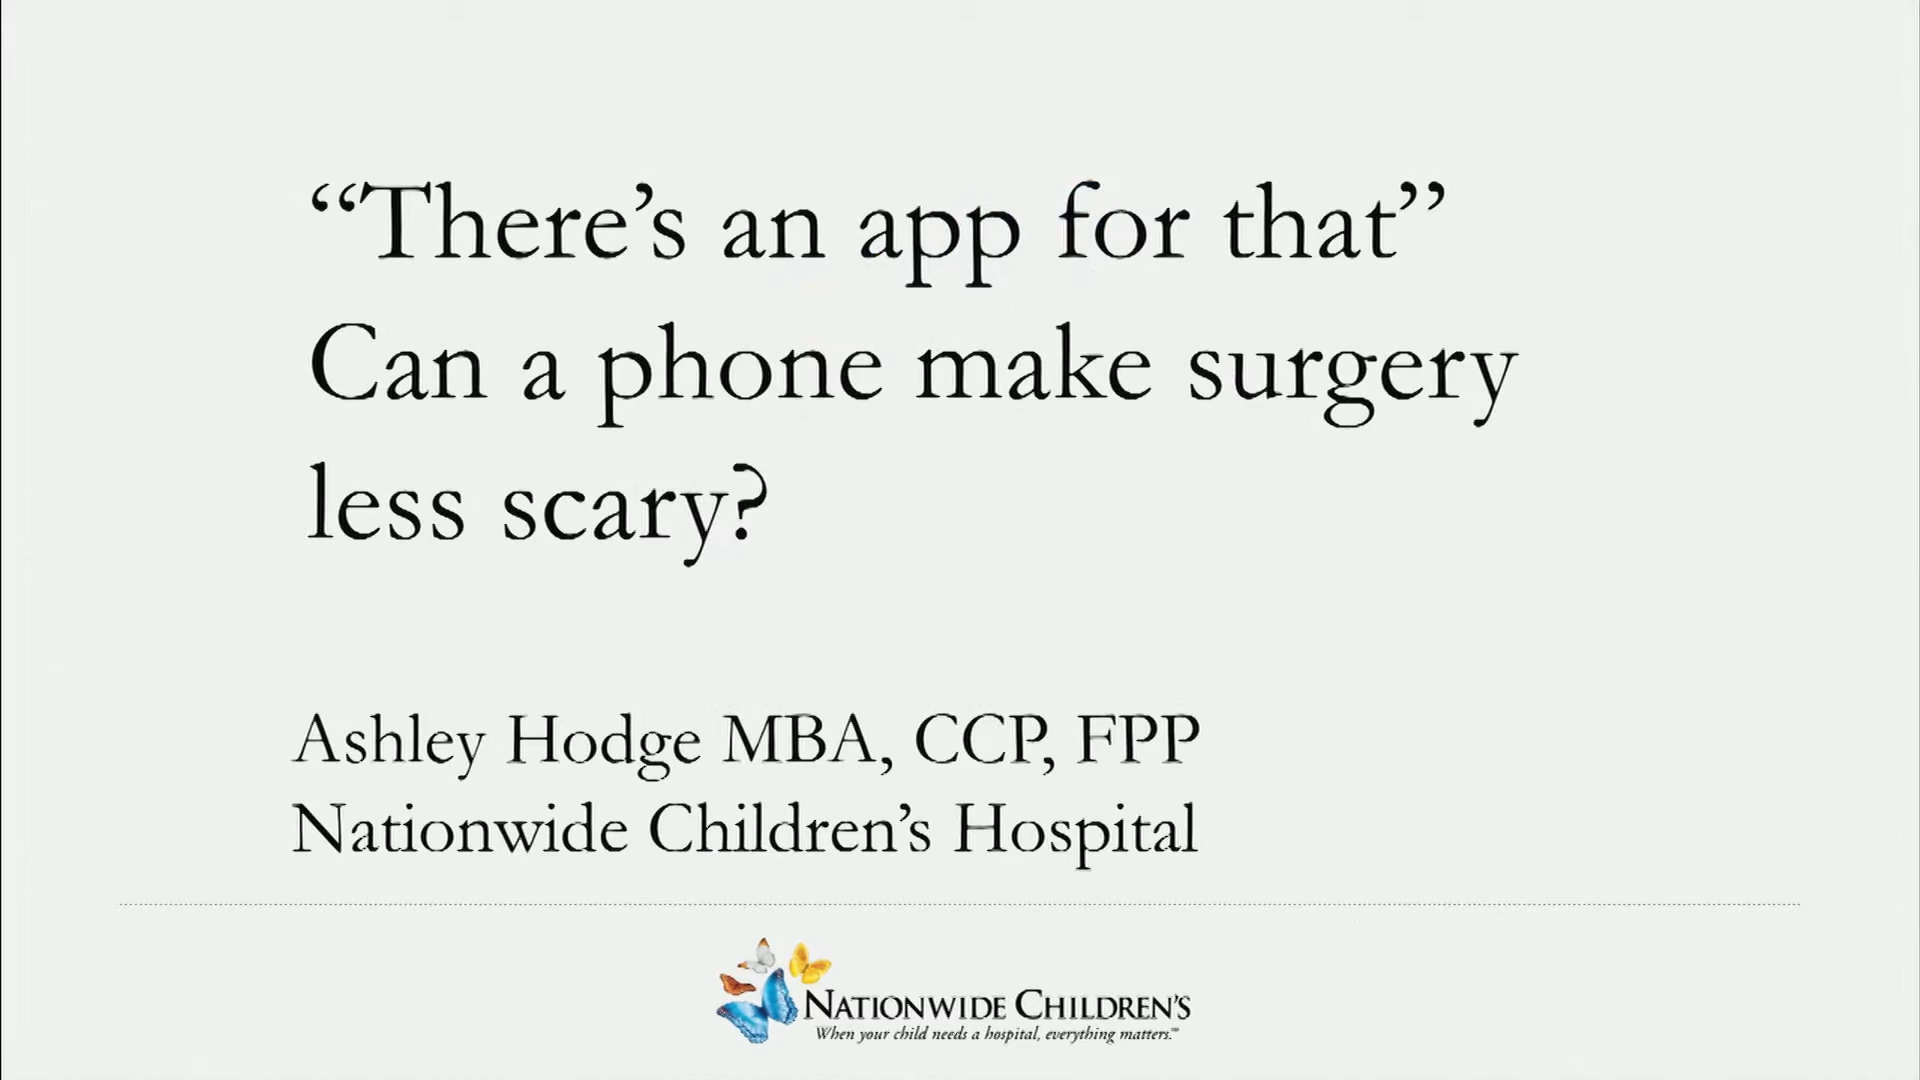 “There’s an app for that”
Can a phone make surgery
less scary?
Ashley Hodge MBA, CCP, FPP
Nationwide Children’s Hospital
NATIONWIDE CHILDREN’S
When your child needs a hospital, everything matters.℠